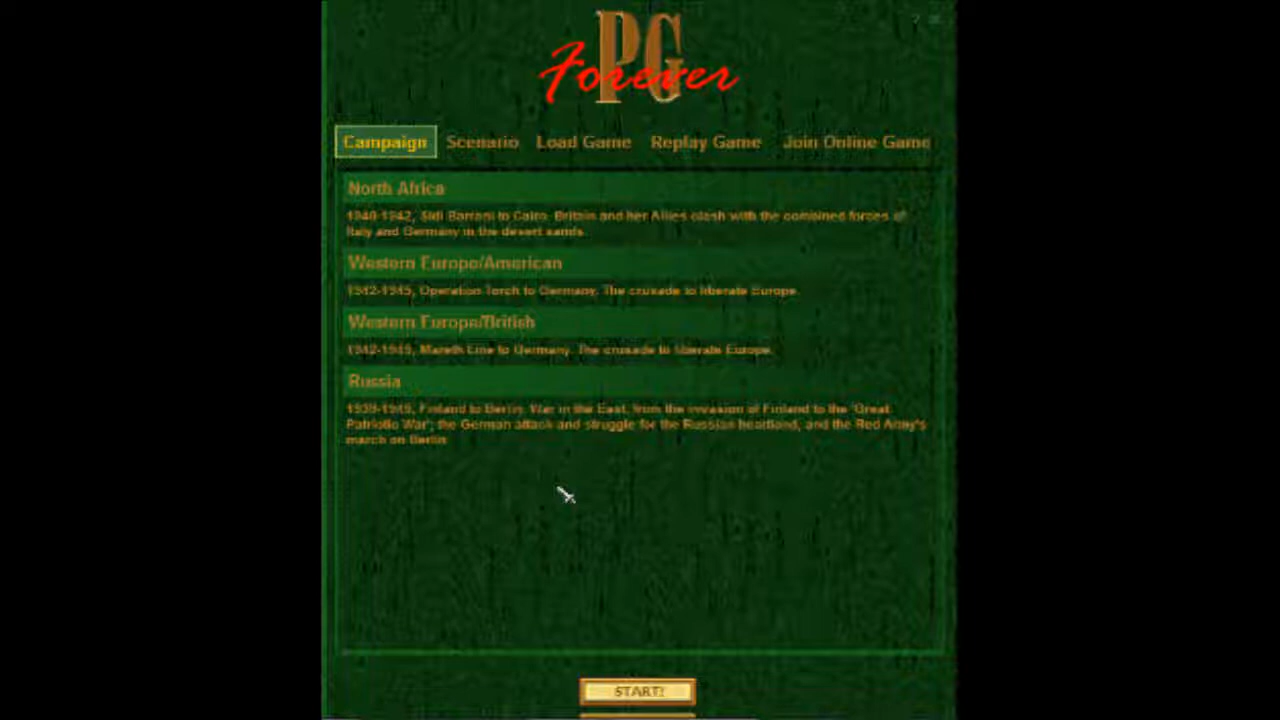 PG
Forever
Campaign Scenario Load Game Replay Game Join Online Game
North Africa
1940-1942, Sidi Barrani to Cairo. Britain and her Allies clash with the combined forces of
Italy and Germany in the desert sands.
Western Europe/American
1942-1945, Operation Torch to Germany. The crusade to liberate Europe.
Western Europe/British
1942-1945, Mareth Line to Germany. The crusade to liberate Europe.
Russia
1939-1945, Finland to Berlin. War in the East, from the invasion of Finland to the 'Great
Patriotic War'; the German attack and struggle for the Russian heartland, and the Red Army's
march on Berlin.
START!